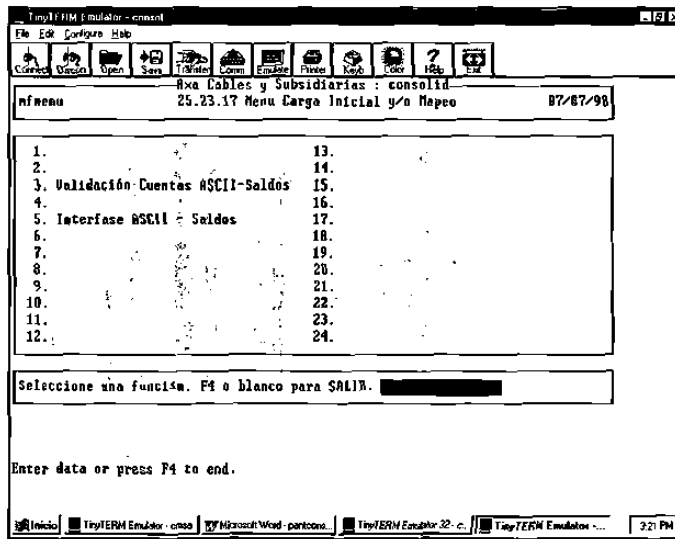 TinyTERM Emulator - consol
File Edit Configure Help
Connect Discon Open Save Transfer Comm Emulate Printer Keyb Color Help Exit
Axa Cables y Subsidiarias : consolid
mfmenu 25.23.17 Menu Carga Inicial y/o Mapeo 07/07/98
1. 13.
2. 14.
3. Validación Cuentas ASCII-Saldos 15.
4. 16.
5. Interfase ASCII - Saldos 17.
6. 18.
7. 19.
8. 20.
9. 21.
10. 22.
11. 23.
12. 24.
Seleccione una función. F4 o blanco para SALIR.
Enter data or press F4 to end.
Inicio TinyTERM Emulator - conso Microsoft Word - pantcons... TinyTERM Emulator 32 - c... TinyTERM Emulator -... 3:21 PM